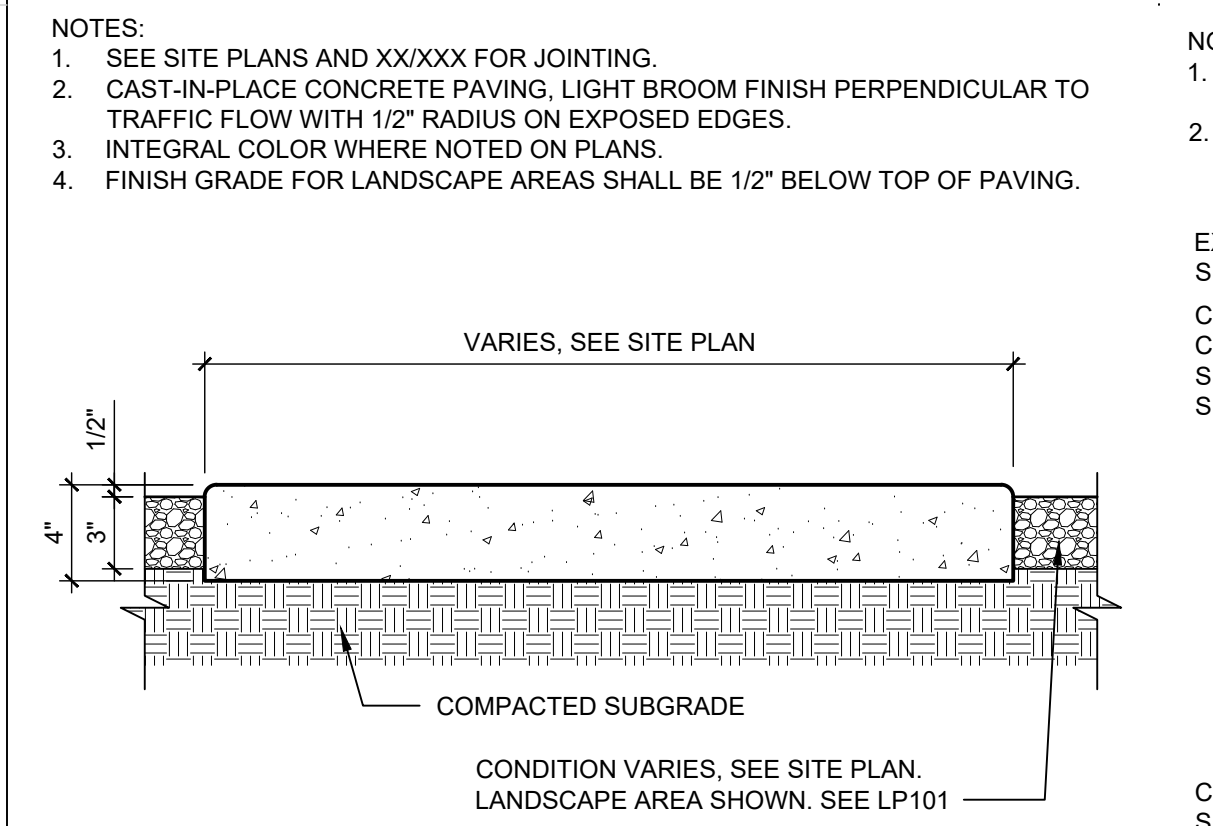 NOTES:
1. SEE SITE PLANS AND XX/XXX FOR JOINTING.
2. CAST-IN-PLACE CONCRETE PAVING, LIGHT BROOM FINISH PERPENDICULAR TO
TRAFFIC FLOW WITH 1/2" RADIUS ON EXPOSED EDGES.
3. INTEGRAL COLOR WHERE NOTED ON PLANS.
4. FINISH GRADE FOR LANDSCAPE AREAS SHALL BE 1/2" BELOW TOP OF PAVING.
VARIES, SEE SITE PLAN
1/2"
4"
3"
COMPACTED SUBGRADE
CONDITION VARIES, SEE SITE PLAN.
LANDSCAPE AREA SHOWN. SEE LP101
1.
2.